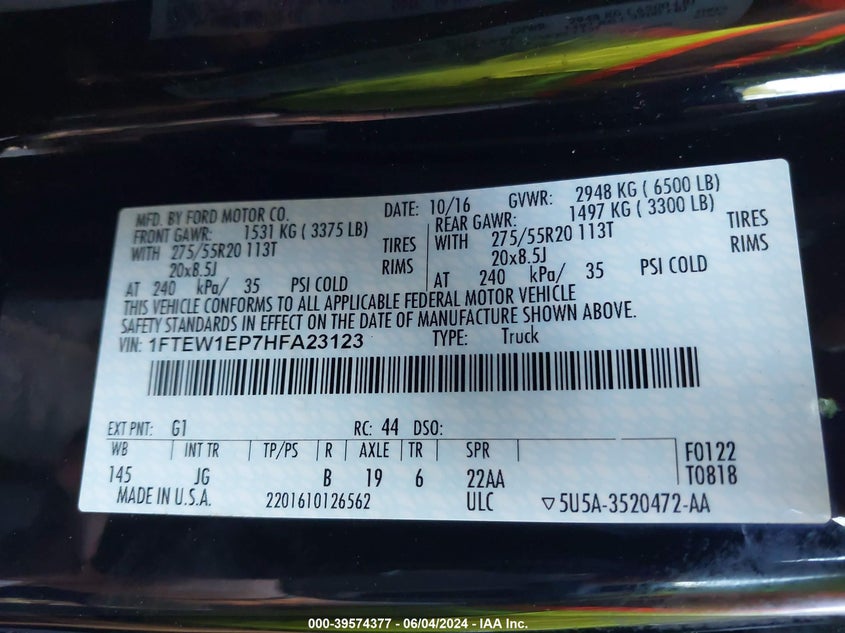 MFD. BY FORD MOTOR CO. DATE: 10/16 GVWR: 2948 KG ( 6500 LB)
FRONT GAWR: 1531 KG ( 3375 LB) REAR GAWR: 1497 KG ( 3300 LB)
WITH 275/55R20 113T TIRES WITH 275/55R20 113T TIRES
20x8.5J RIMS 20x8.5J RIMS
AT 240 kPa/ 35 PSI COLD AT 240 kPa/ 35 PSI COLD
THIS VEHICLE CONFORMS TO ALL APPLICABLE FEDERAL MOTOR VEHICLE
SAFETY STANDARDS IN EFFECT ON THE DATE OF MANUFACTURE SHOWN ABOVE.
VIN: 1FTEW1EP7HFA23123 TYPE: Truck
EXT PNT: G1 RC: 44 DSO:
WB INT TR TP/PS R AXLE TR SPR F0122
145 JG B 19 6 22AA T0818
MADE IN U.S.A. 2201610126562 ULC ▽5U5A-3520472-AA
000-39574377 - 06/04/2024 - IAA Inc.